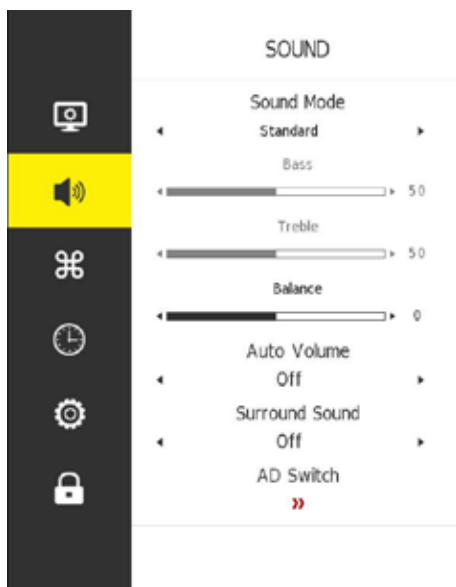 SOUND
Sound Mode
Standard
Bass
50
Treble
50
Balance
0
Auto Volume
Off
Surround Sound
Off
AD Switch
»